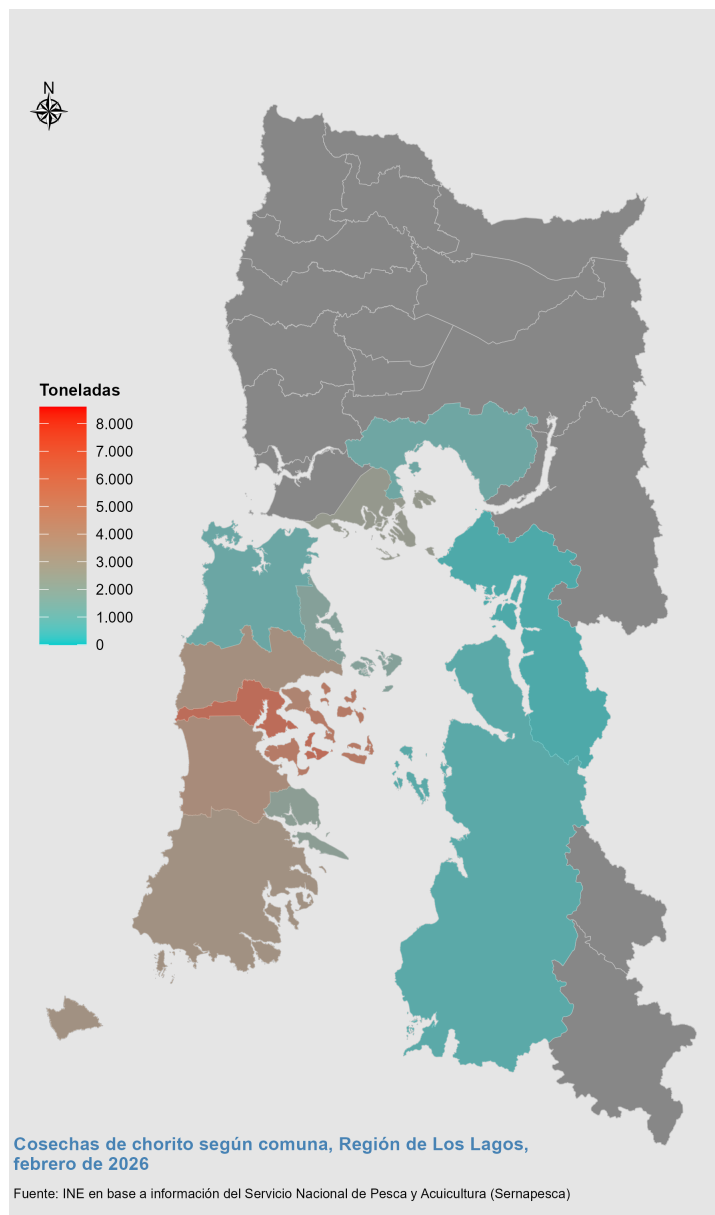 N
Toneladas
8.000
7.000
6.000
5.000
4.000
3.000
2.000
1.000
0
Cosechas de chorito según comuna, Región de Los Lagos,
febrero de 2026
Fuente: INE en base a información del Servicio Nacional de Pesca y Acuicultura (Sernapesca)